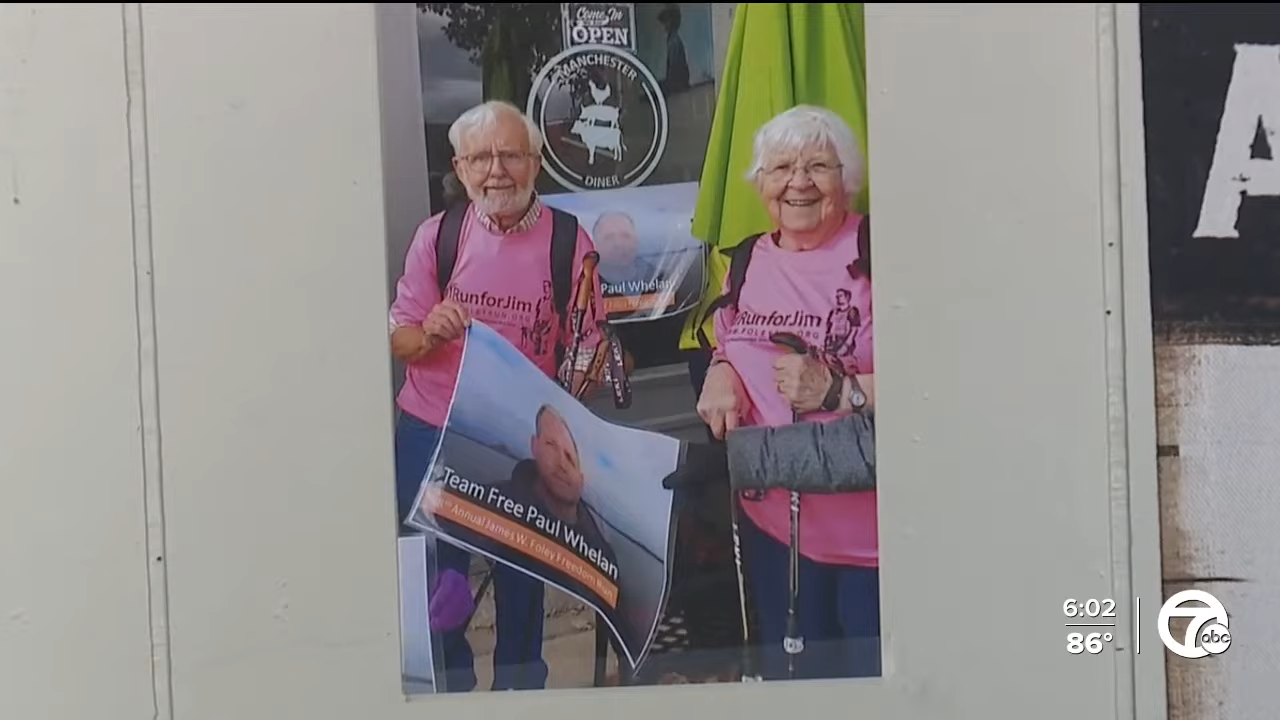 Come In
OPEN
MANCHESTER
DINER
Paul Whelan
RunforJim
RunforJim
Team Free Paul Whelan
Annual James W. Foley Freedom Run
6:02
86°
7
abc
A